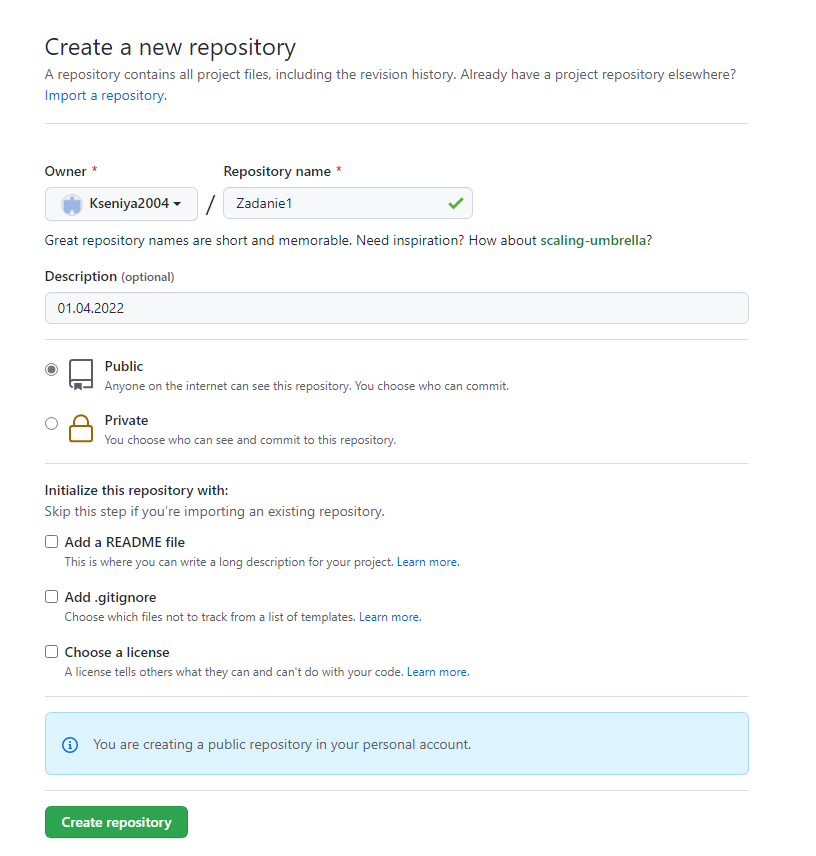 Create a new repository
A repository contains all project files, including the revision history. Already have a project repository elsewhere?
Import a repository.
Owner * Repository name *
Kseniya2004 / Zadanie1
Great repository names are short and memorable. Need inspiration? How about scaling-umbrella?
Description (optional)
01.04.2022
Public
Anyone on the internet can see this repository. You choose who can commit.
Private
You choose who can see and commit to this repository.
Initialize this repository with:
Skip this step if you’re importing an existing repository.
Add a README file
This is where you can write a long description for your project. Learn more.
Add .gitignore
Choose which files not to track from a list of templates. Learn more.
Choose a license
A license tells others what they can and can't do with your code. Learn more.
You are creating a public repository in your personal account.
Create repository